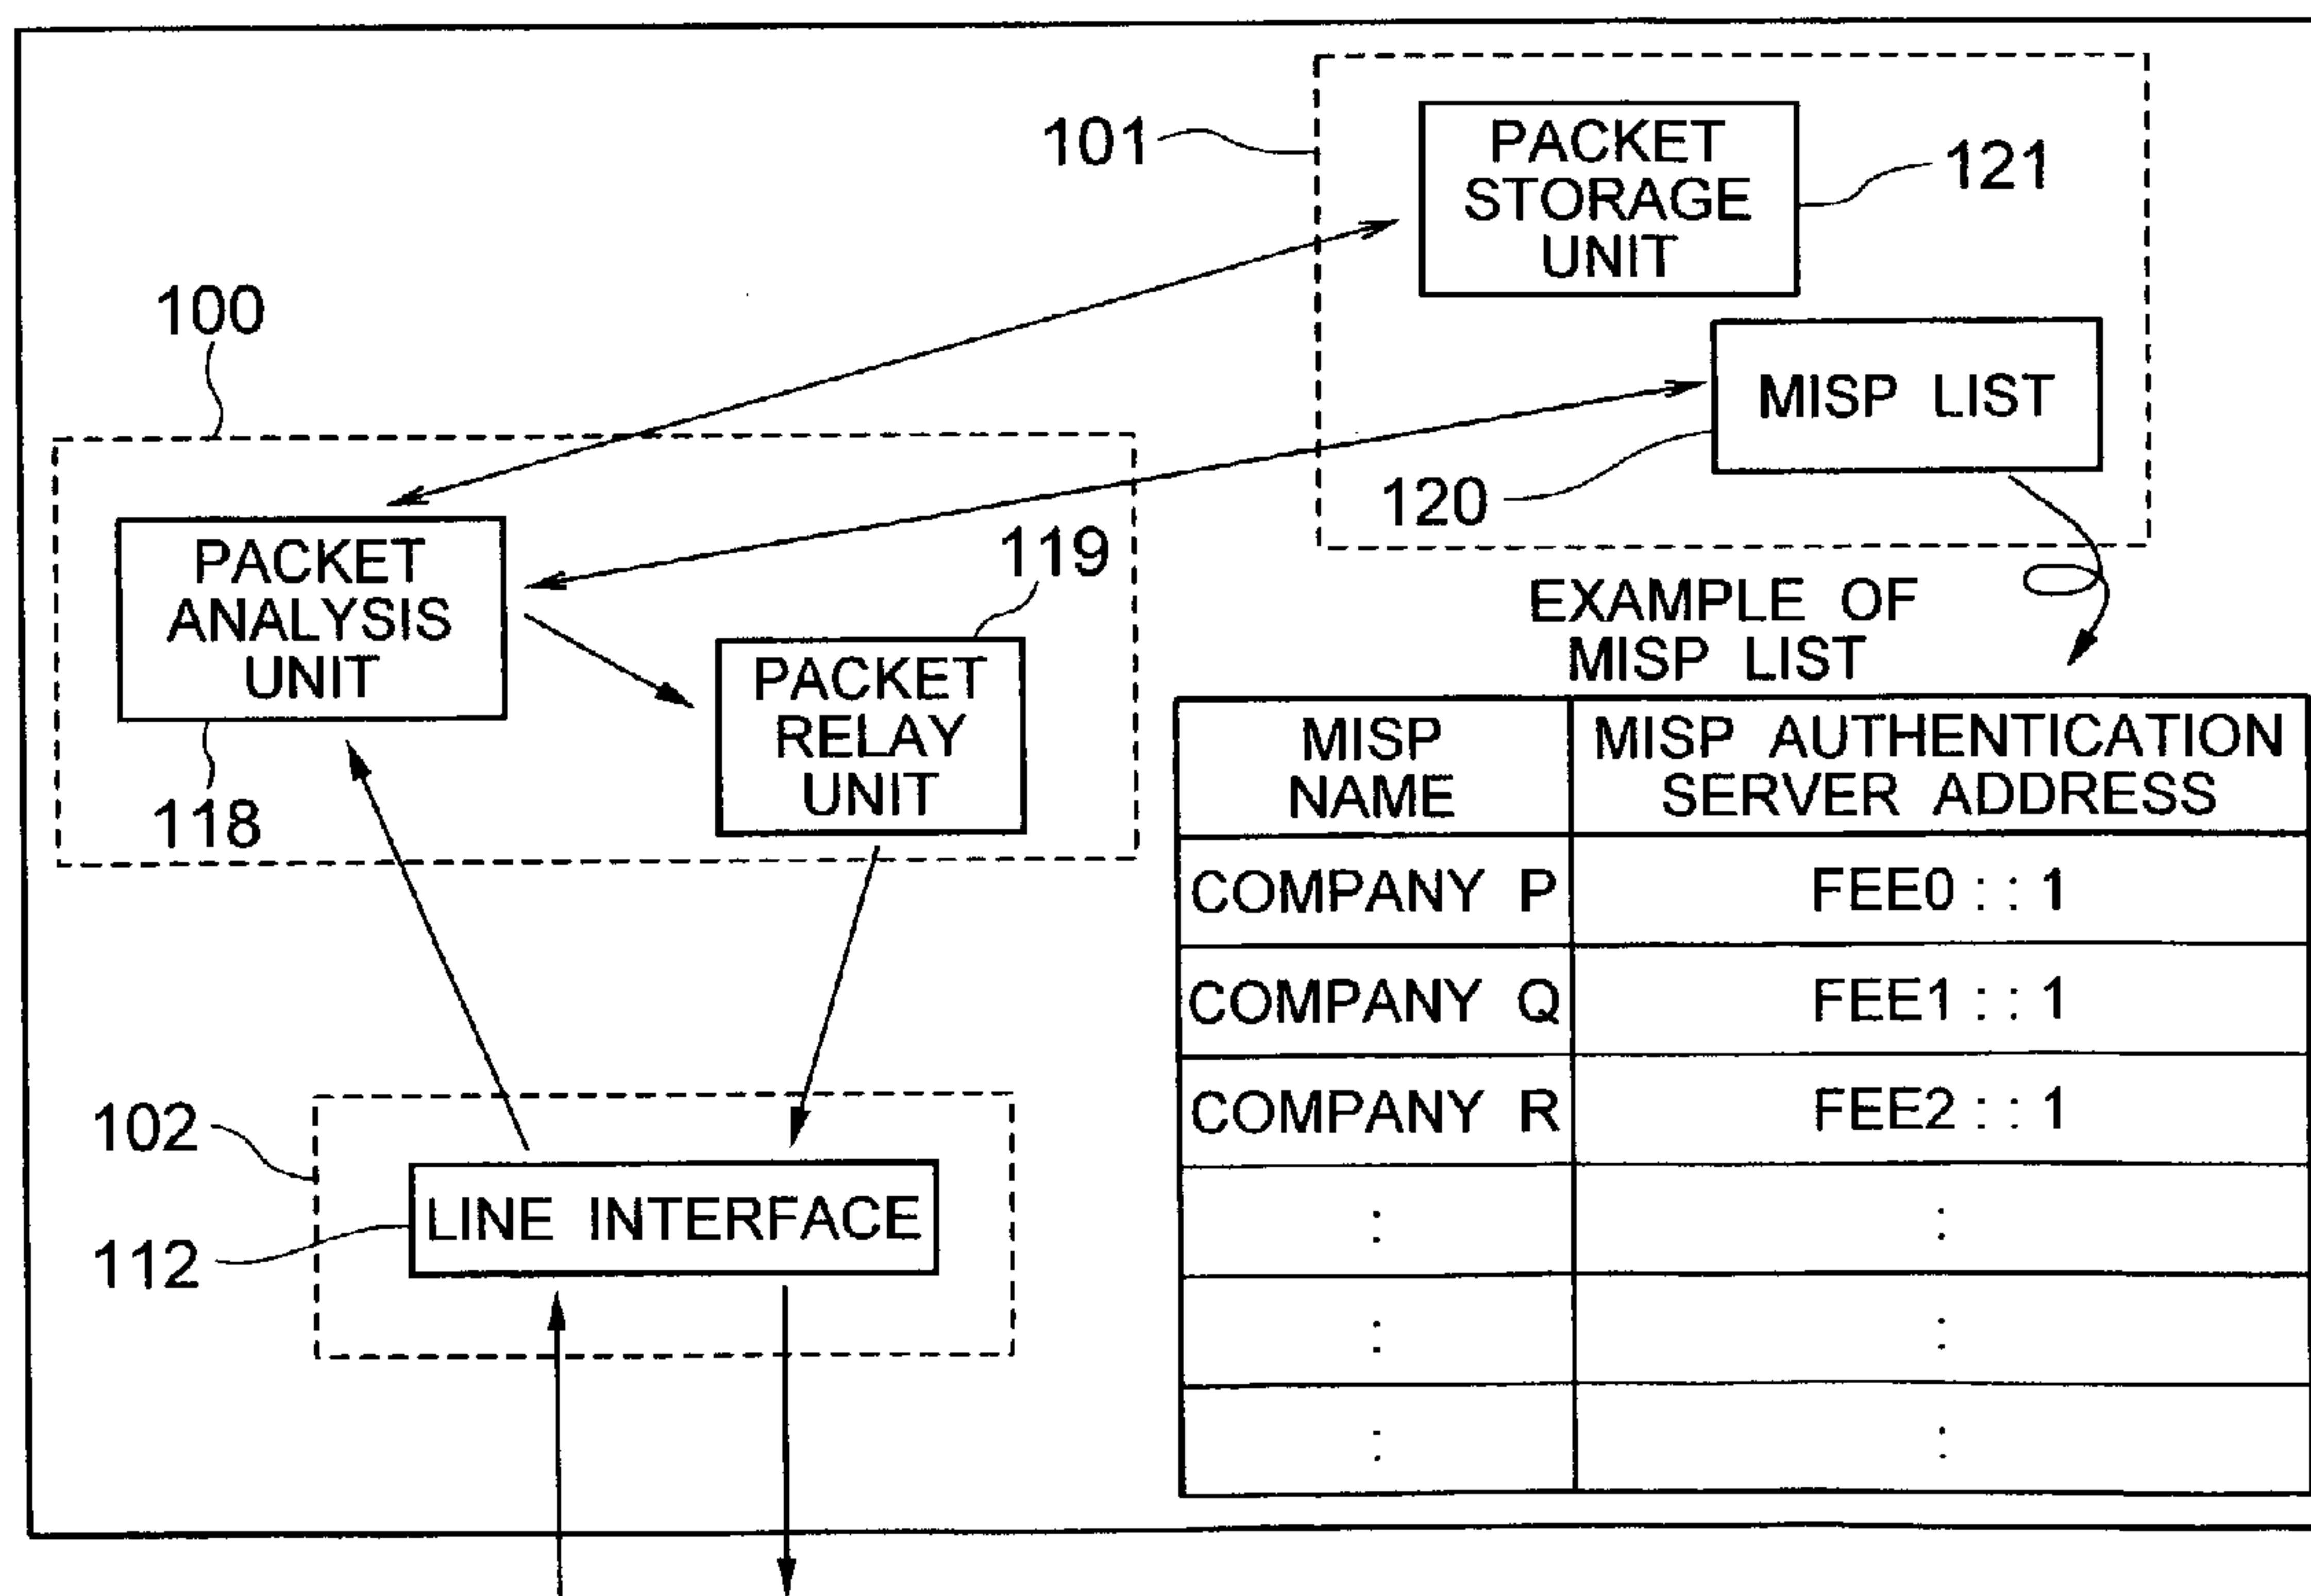 101
PACKET
STORAGE
UNIT
121
100
MISP LIST
120
PACKET
ANALYSIS
UNIT
119
118
PACKET
RELAY
UNIT
EXAMPLE OF
MISP LIST
MISP
NAME
MISP AUTHENTICATION
SERVER ADDRESS
COMPANY P
FEE0 : : 1
COMPANY Q
FEE1 : : 1
COMPANY R
FEE2 : : 1
: :
: :
: :
102
LINE INTERFACE
112